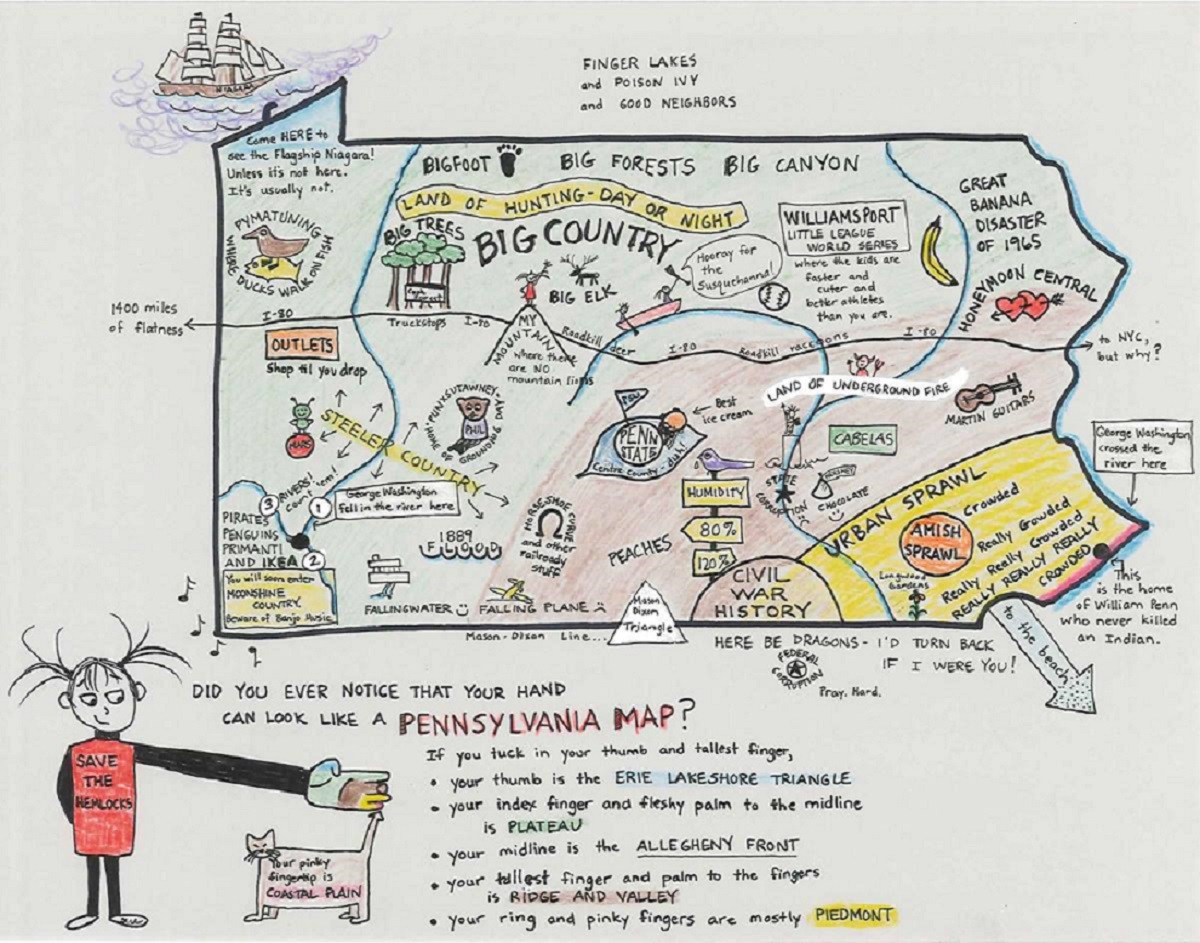 NIAGARA
FINGER LAKES
and POISON IVY
and GOOD NEIGHBORS
Come HERE to
see the Flagship Niagara!
Unless it's not here.
It's usually not.
BIGFOOT
BIG FORESTS
BIG CANYON
LAND OF HUNTING-DAY OR NIGHT
GREAT
BANANA
DISASTER
OF 1965
PYMATUNING
WHERE DUCKS WALK ON FISH
BIG TREES
BIG COUNTRY
WILLIAMSPORT
LITTLE LEAGUE
WORLD SERIES
where the kids are
faster and
cuter and
better athletes
than you are.
Hooray for
the
Susquehanna!
BIG ELK
HONEYMOON CENTRAL
1400 miles
of flatness
I-80
Truckstops
I-80
MY
MOUNTAIN
where there
are NO
mountain lions
Roadkill deer
I-80
Roadkill racoons
I-80
to NYC,
but why?
OUTLETS
Shop til you drop
LAND OF UNDERGROUND FIRE
MARTIN GUITARS
MARS
STEELER COUNTRY
HOME OF PUNXSUTAWNEY
PHIL
PSU
PENN
STATE
Centre County - duh!
Best
ice cream
CABELAS
STATE
CORRUPTION
CHOCOLATE
George Washington
crossed the
river here
RIVERS!
Count 'em!
3
1
2
George Washington
fell in the river here
PIRATES
PENGUINS
PRIMANTI
AND IKEA
You will soon enter
MOONSHINE
COUNTRY.
Beware of Banjo Music.
1889
FLOOD
HORSESHOE CURVE
and other
railroady
stuff
HUMIDITY
80%
120%
PEACHES
URBAN SPRAWL
AMISH
SPRAWL
Crowded
Really Crowded
Really Really Crowded
REALLY REALLY REALLY
CROWDED
Longwood
Gardens
FALLINGWATER
FALLING PLANE
Mason
Dixon
Triangle
CIVIL
WAR
HISTORY
Mason-Dixon Line...
HERE BE DRAGONS - I'D TURN BACK
IF I WERE YOU!
FEDERAL
CORRUPTION
Pray. Hard.
to the beach
This
is the home
of William Penn
who never killed
an Indian.
DID YOU EVER NOTICE THAT YOUR HAND
CAN LOOK LIKE A PENNSYLVANIA MAP?
SAVE
THE
HEMLOCKS
If you tuck in your thumb and tallest finger,
• your thumb is the ERIE LAKESHORE TRIANGLE
• your index finger and fleshy palm to the midline
is PLATEAU
• your midline is the ALLEGHENY FRONT
• your tallest finger and palm to the fingers
is RIDGE AND VALLEY
• your ring and pinky fingers are mostly PIEDMONT
Your pinky
fingertip is
COASTAL PLAIN